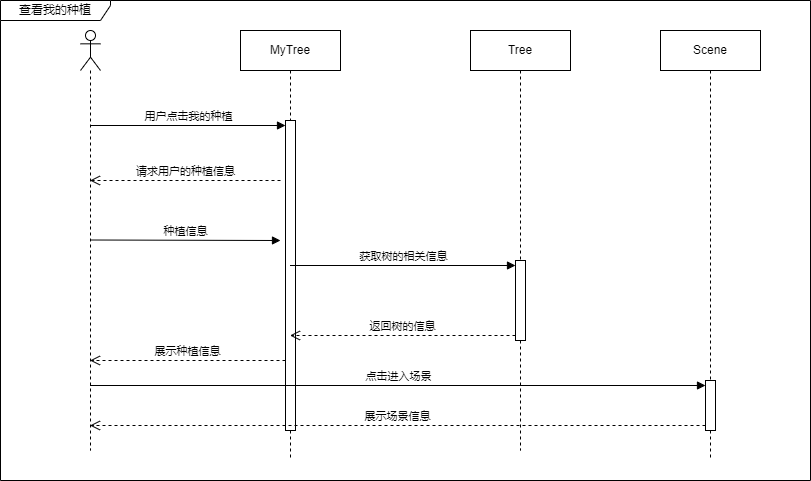 查看我的种植
MyTree
Tree
Scene
用户点击我的种植
请求用户的种植信息
种植信息
获取树的相关信息
返回树的信息
展示种植信息
点击进入场景
展示场景信息